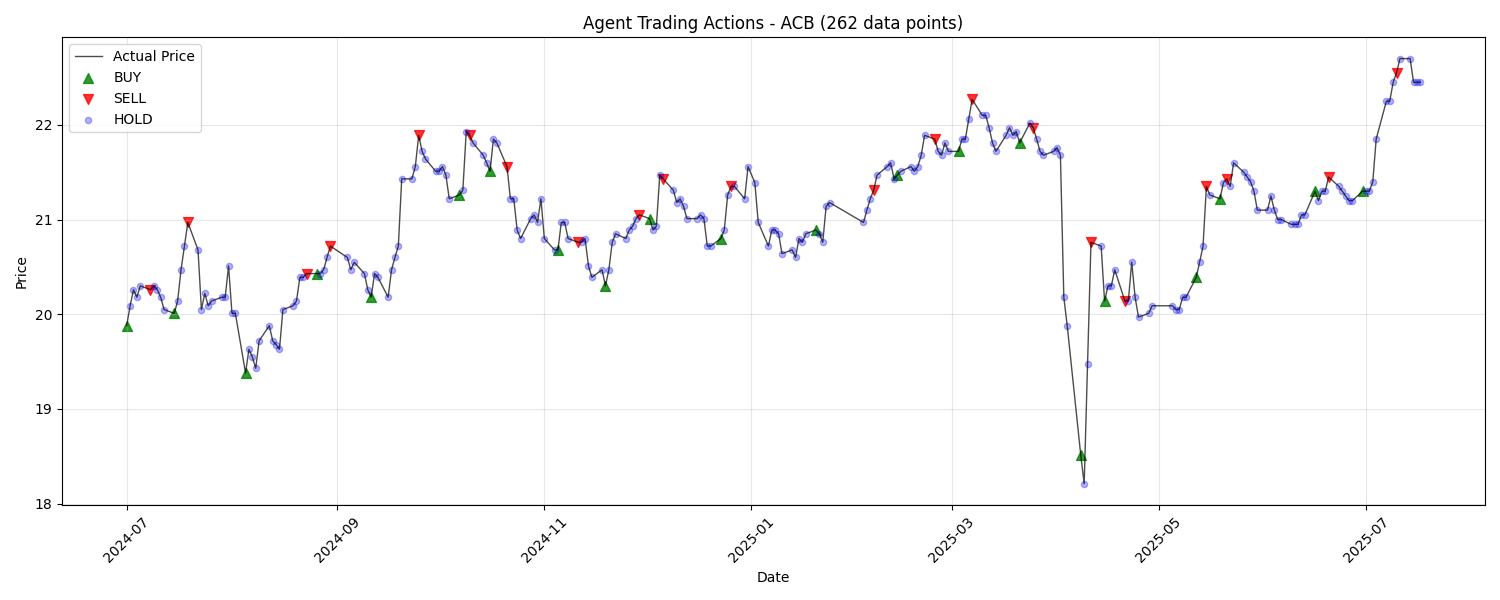 Agent Trading Actions - ACB (262 data points)
Actual Price
BUY
SELL
HOLD
Price
22
21
20
19
18
2024-07
2024-09
2024-11
2025-01
2025-03
2025-05
2025-07
Date